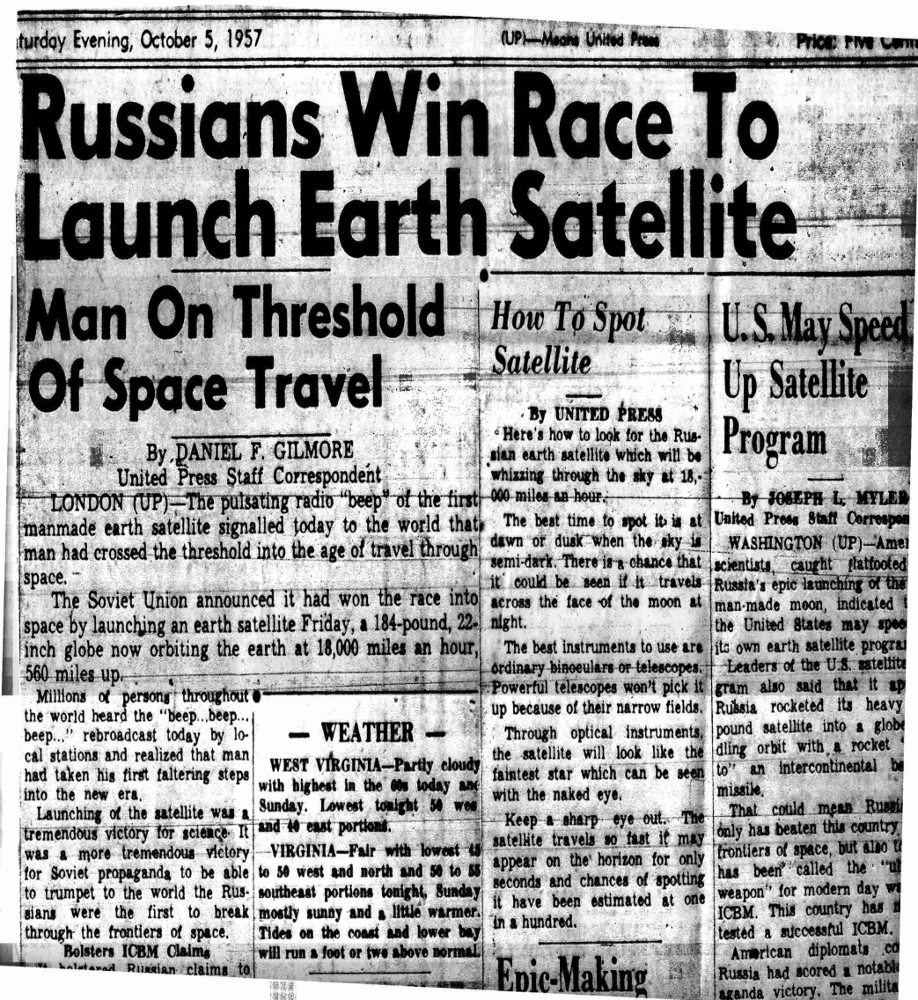 turday Evening, October 5, 1957
(UP)—Means United Press
Price: Five
Russians Win Race To
Launch Earth Satellite
Man On Threshold
Of Space Travel
By DANIEL F. GILMORE
United Press Staff Correspondent
LONDON (UP)—The pulsating radio "beep" of the first
manmade earth satellite signalled today to the world that
man had crossed the threshold into the age of travel through
space.
The Soviet Union announced it had won the race into
space by launching an earth satellite Friday, a 184-pound, 22-
inch globe now orbiting the earth at 18,000 miles an hour,
560 miles up.
Millions of persons throughout
the world heard the "beep...beep...
beep..." rebroadcast today by lo-
cal stations and realized that man
had taken his first faltering steps
into the new era.
Launching of the satellite was a
tremendous victory for science. It
was a more tremendous victory
for Soviet propaganda to be able
to trumpet to the world the Rus-
sians were the first to break
through the frontiers of space.
Bolsters ICBM Claims
It bolstered Russian claims to
— WEATHER —
WEST VIRGINIA—Partly cloudy
with highest in the 60s today and
Sunday. Lowest tonight 50 west
and 40 east portions.
VIRGINIA—Fair with lowest 45
to 50 west and north and 50 to 55
southeast portions tonight, Sunday
mostly sunny and a little warmer.
Tides on the coast and lower bay
will run a foot or two above normal.
How To Spot
Satellite
By UNITED PRESS
Here's how to look for the Rus-
sian earth satellite which will be
whizzing through the sky at 18,-
000 miles an hour.
The best time to spot it is at
dawn or dusk when the sky is
semi-dark. There is a chance that
it could be seen if it travels
across the face of the moon at
night.
The best instruments to use are
ordinary binoculars or telescopes.
Powerful telescopes won't pick it
up because of their narrow fields.
Through optical instruments,
the satellite will look like the
faintest star which can be seen
with the naked eye.
Keep a sharp eye out. The
satellite travels so fast it may
appear on the horizon for only
seconds and chances of spotting
it have been estimated at one
in a hundred.
Epic-Making
U. S. May Speed
Up Satellite
Program
By JOSEPH L. MYLER
United Press Staff Correspon
WASHINGTON (UP)—Amer
scientists, caught flatfooted
Russia's epic launching of the
man-made moon, indicated t
the United States may spee
its own earth satellite progra
Leaders of the U.S. satellite
gram also said that it ap
Russia rocketed its heavy
pound satellite into a globe
dling orbit with a rocket
to" an intercontinental ba
missile.
That could mean Russia
only has beaten this country
frontiers of space, but also to
has been called the "ul
weapon" for modern day wa
ICBM. This country has n
tested a successful ICBM.
American diplomats co
Russia had scored a notabl
aganda victory. The milita